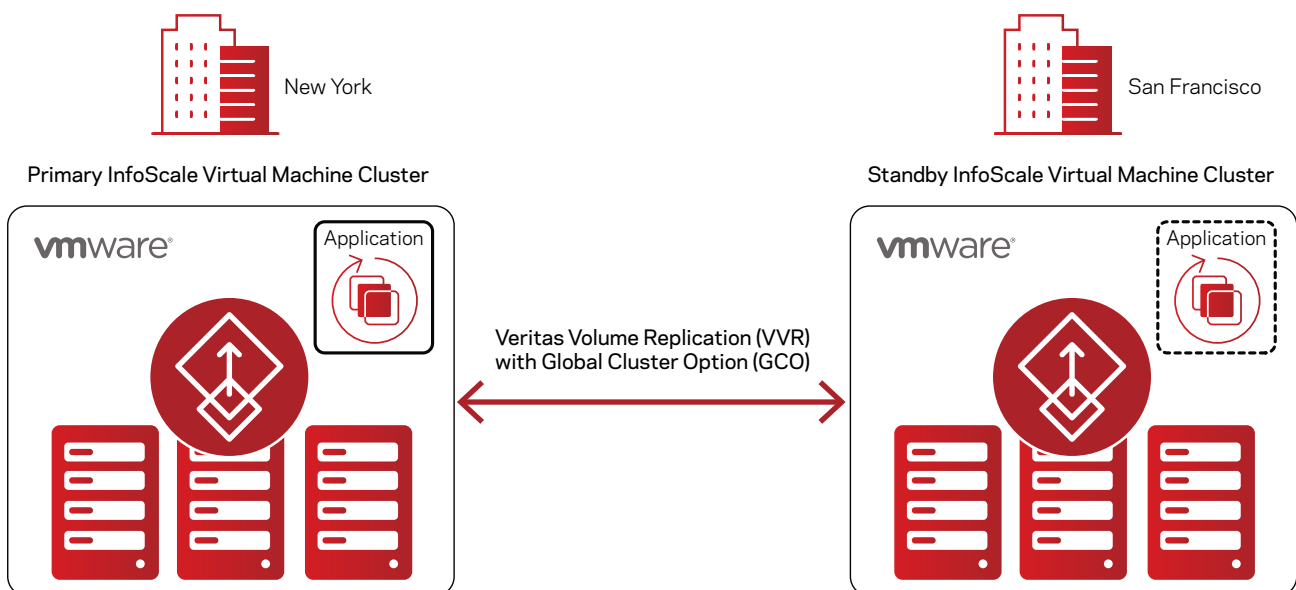 New York
San Francisco
Primary InfoScale Virtual Machine Cluster
Standby InfoScale Virtual Machine Cluster
vmware®
Application
vmware®
Application
Veritas Volume Replication (VVR)
with Global Cluster Option (GCO)